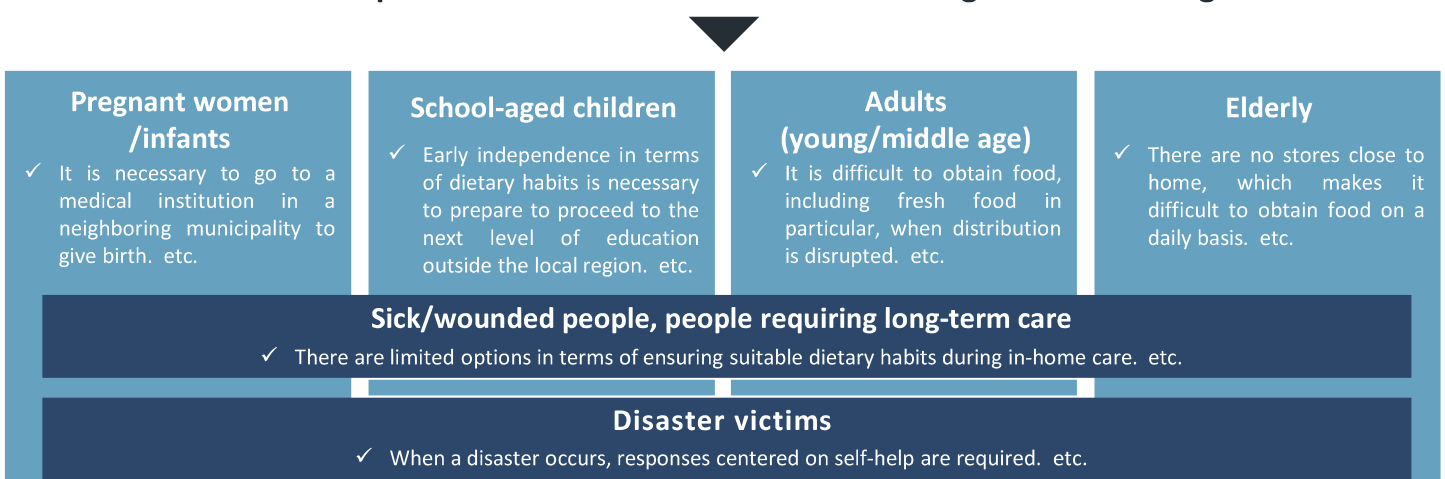 Pregnant women
/infants
✓ It is necessary to go to a
medical institution in a
neighboring municipality to
give birth. etc.
School-aged children
✓ Early independence in terms
of dietary habits is necessary
to prepare to proceed to the
next level of education
outside the local region. etc.
Adults
(young/middle age)
✓ It is difficult to obtain food,
including fresh food in
particular, when distribution
is disrupted. etc.
Elderly
✓ There are no stores close to
home, which makes it
difficult to obtain food on a
daily basis. etc.
Sick/wounded people, people requiring long-term care
✓ There are limited options in terms of ensuring suitable dietary habits during in-home care. etc.
Disaster victims
✓ When a disaster occurs, responses centered on self-help are required. etc.